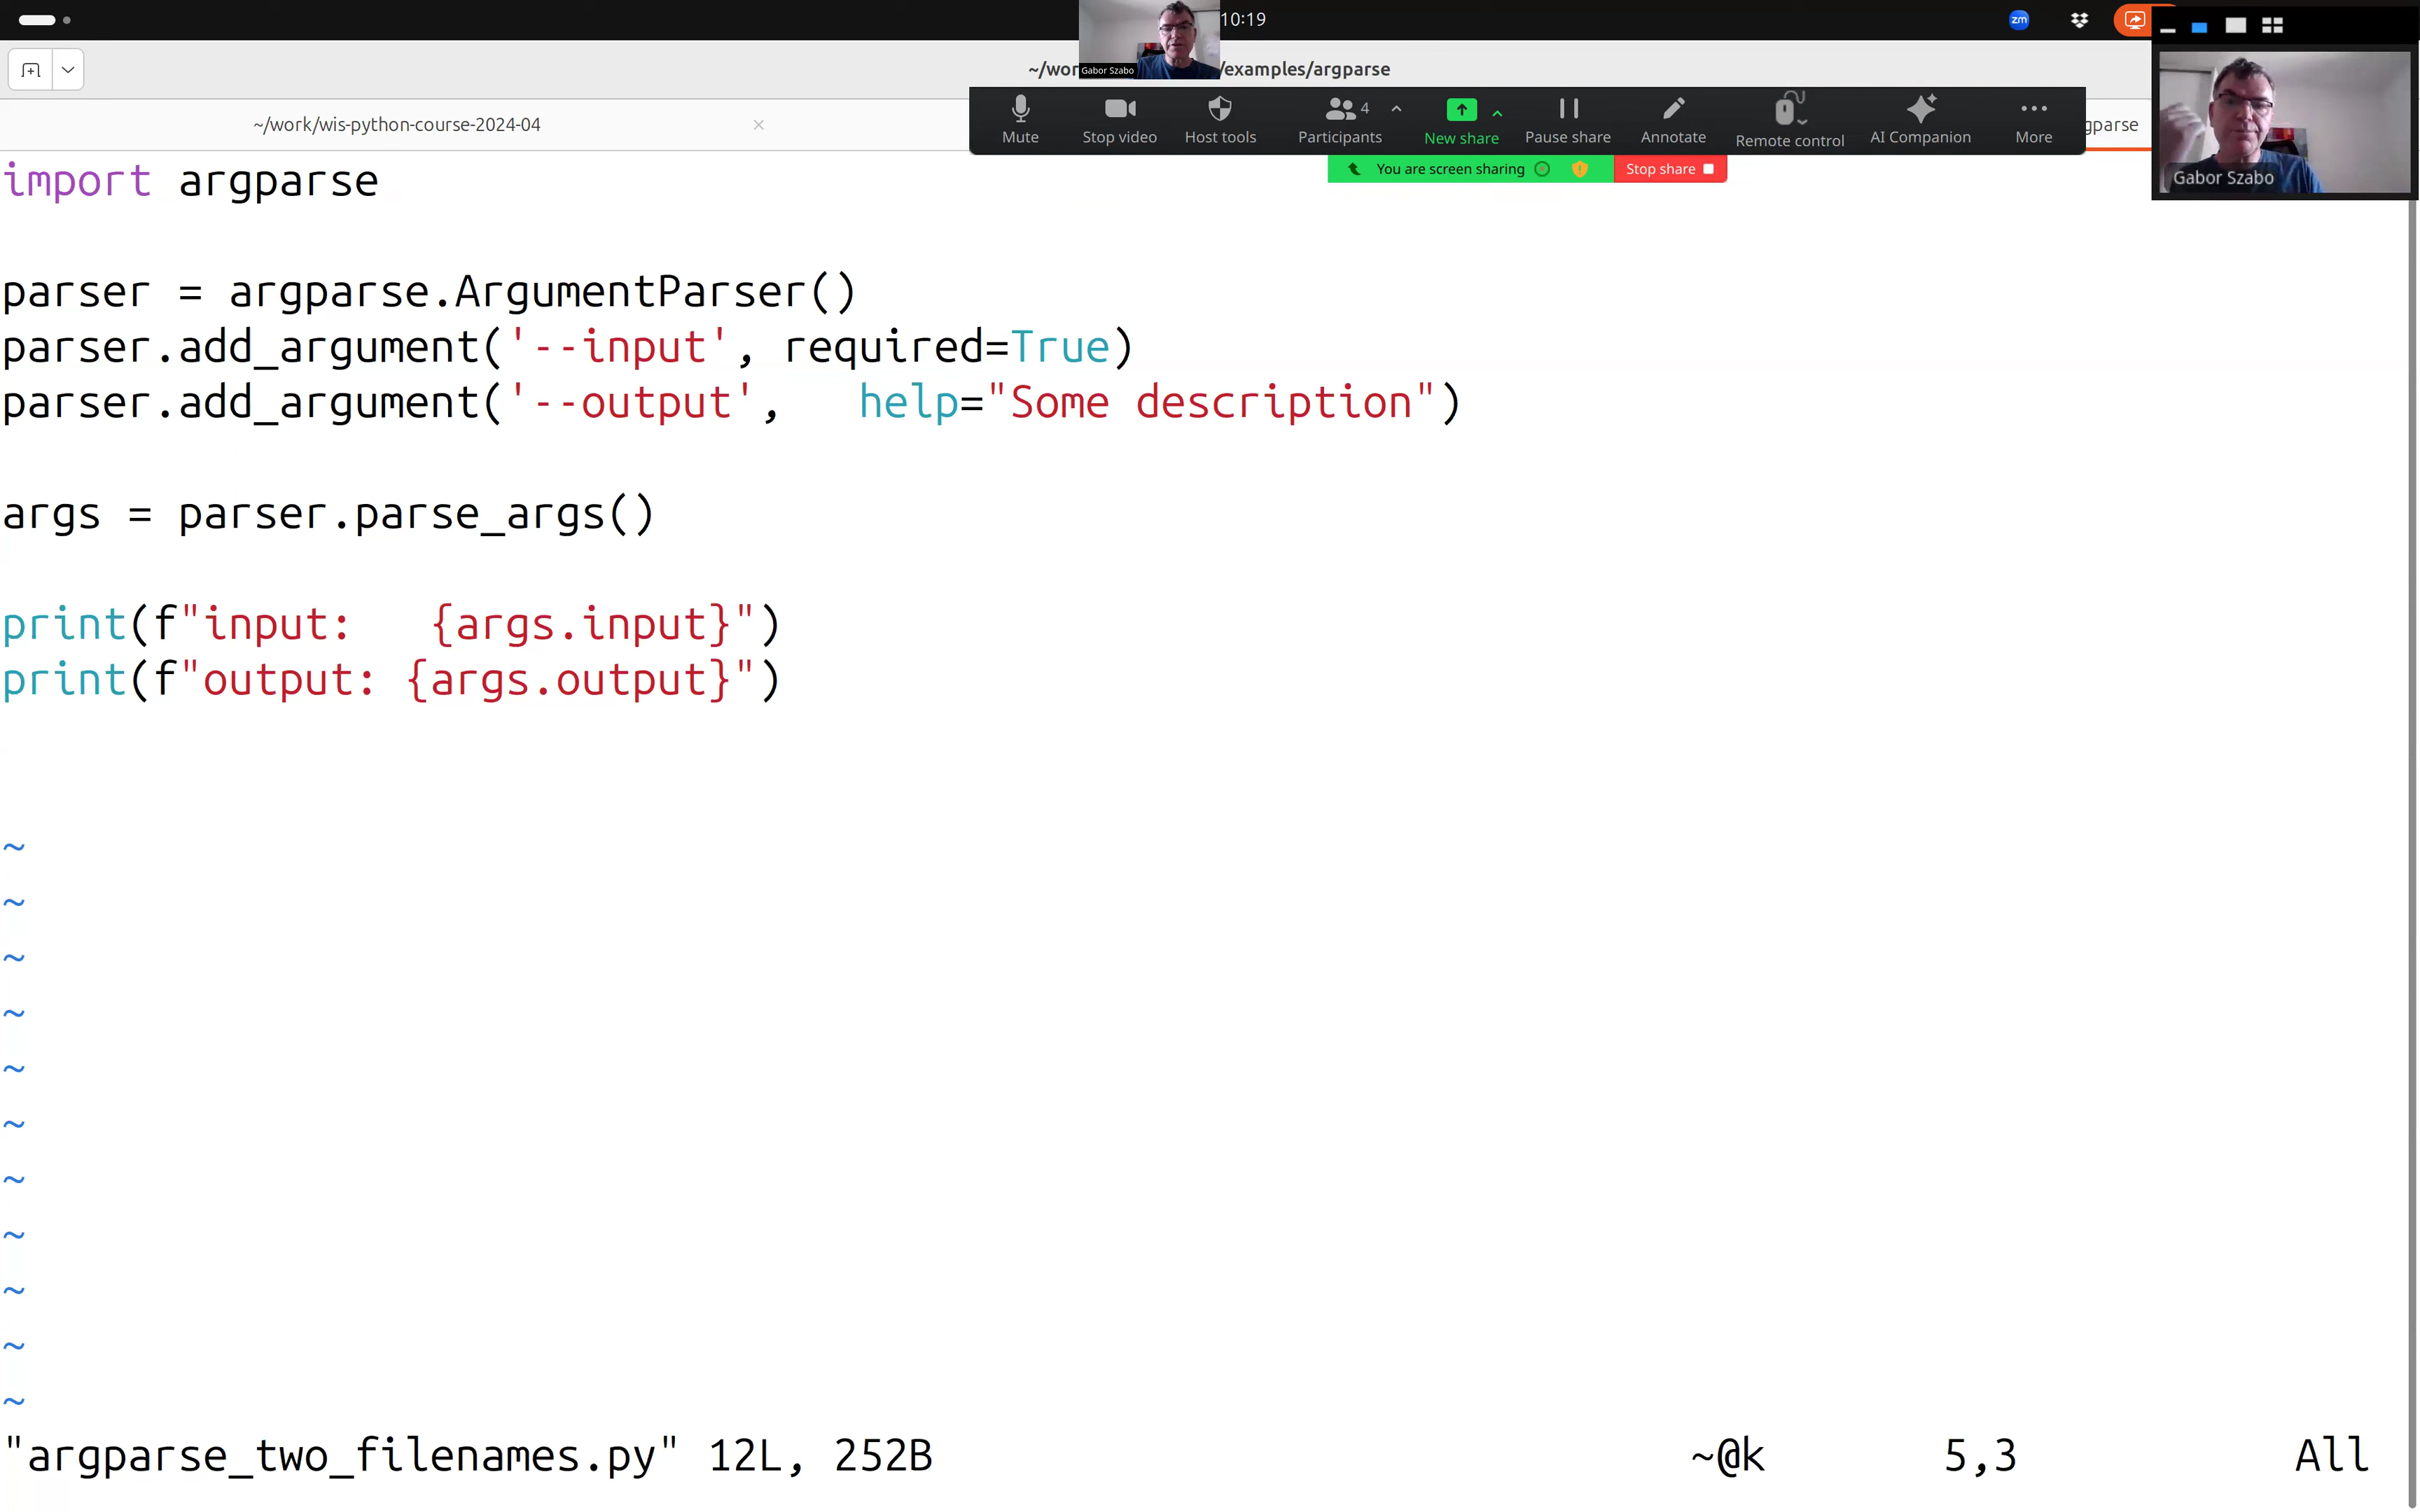 10:19
zm
Gabor Szabo
~/wor /examples/argparse
~/work/wis-python-course-2024-04
gparse
Mute
Stop video
Host tools
Participants 4
New share
Pause share
Annotate
Remote control
AI Companion
More
You are screen sharing
Stop share
Gabor Szabo
import argparse
parser = argparse.ArgumentParser()
parser.add_argument('--input', required=True)
parser.add_argument('--output',   help="Some description")
args = parser.parse_args()
print(f"input:   {args.input}")
print(f"output: {args.output}")
~
~
~
~
~
~
~
~
~
~
~
"argparse_two_filenames.py" 12L, 252B ~@k 5,3 All